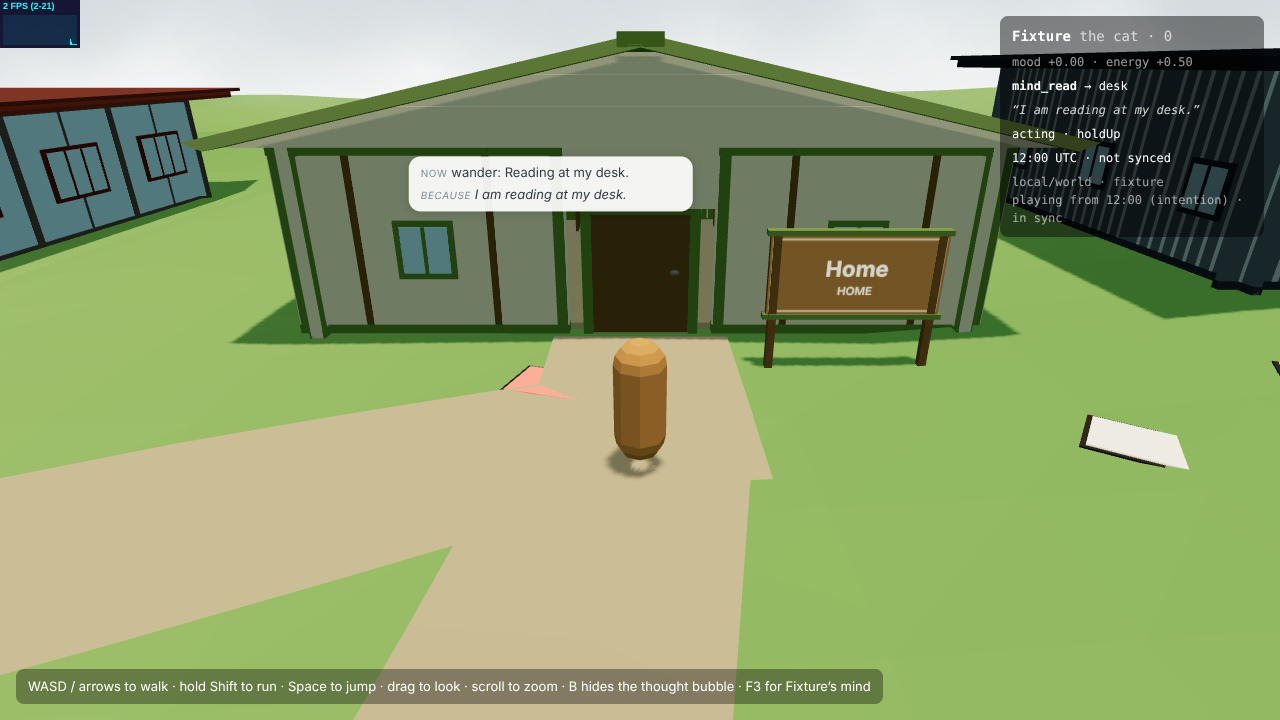 2 FPS (2-21)
Fixture the cat · 0
mood +0.00 · energy +0.50
mind_read → desk
“I am reading at my desk.”
acting · holdUp
12:00 UTC · not synced
local/world · fixture
playing from 12:00 (intention) ·
in sync
NOW wander: Reading at my desk.
BECAUSE I am reading at my desk.
Home
HOME
WASD / arrows to walk · hold Shift to run · Space to jump · drag to look · scroll to zoom · B hides the thought bubble · F3 for Fixture’s mind